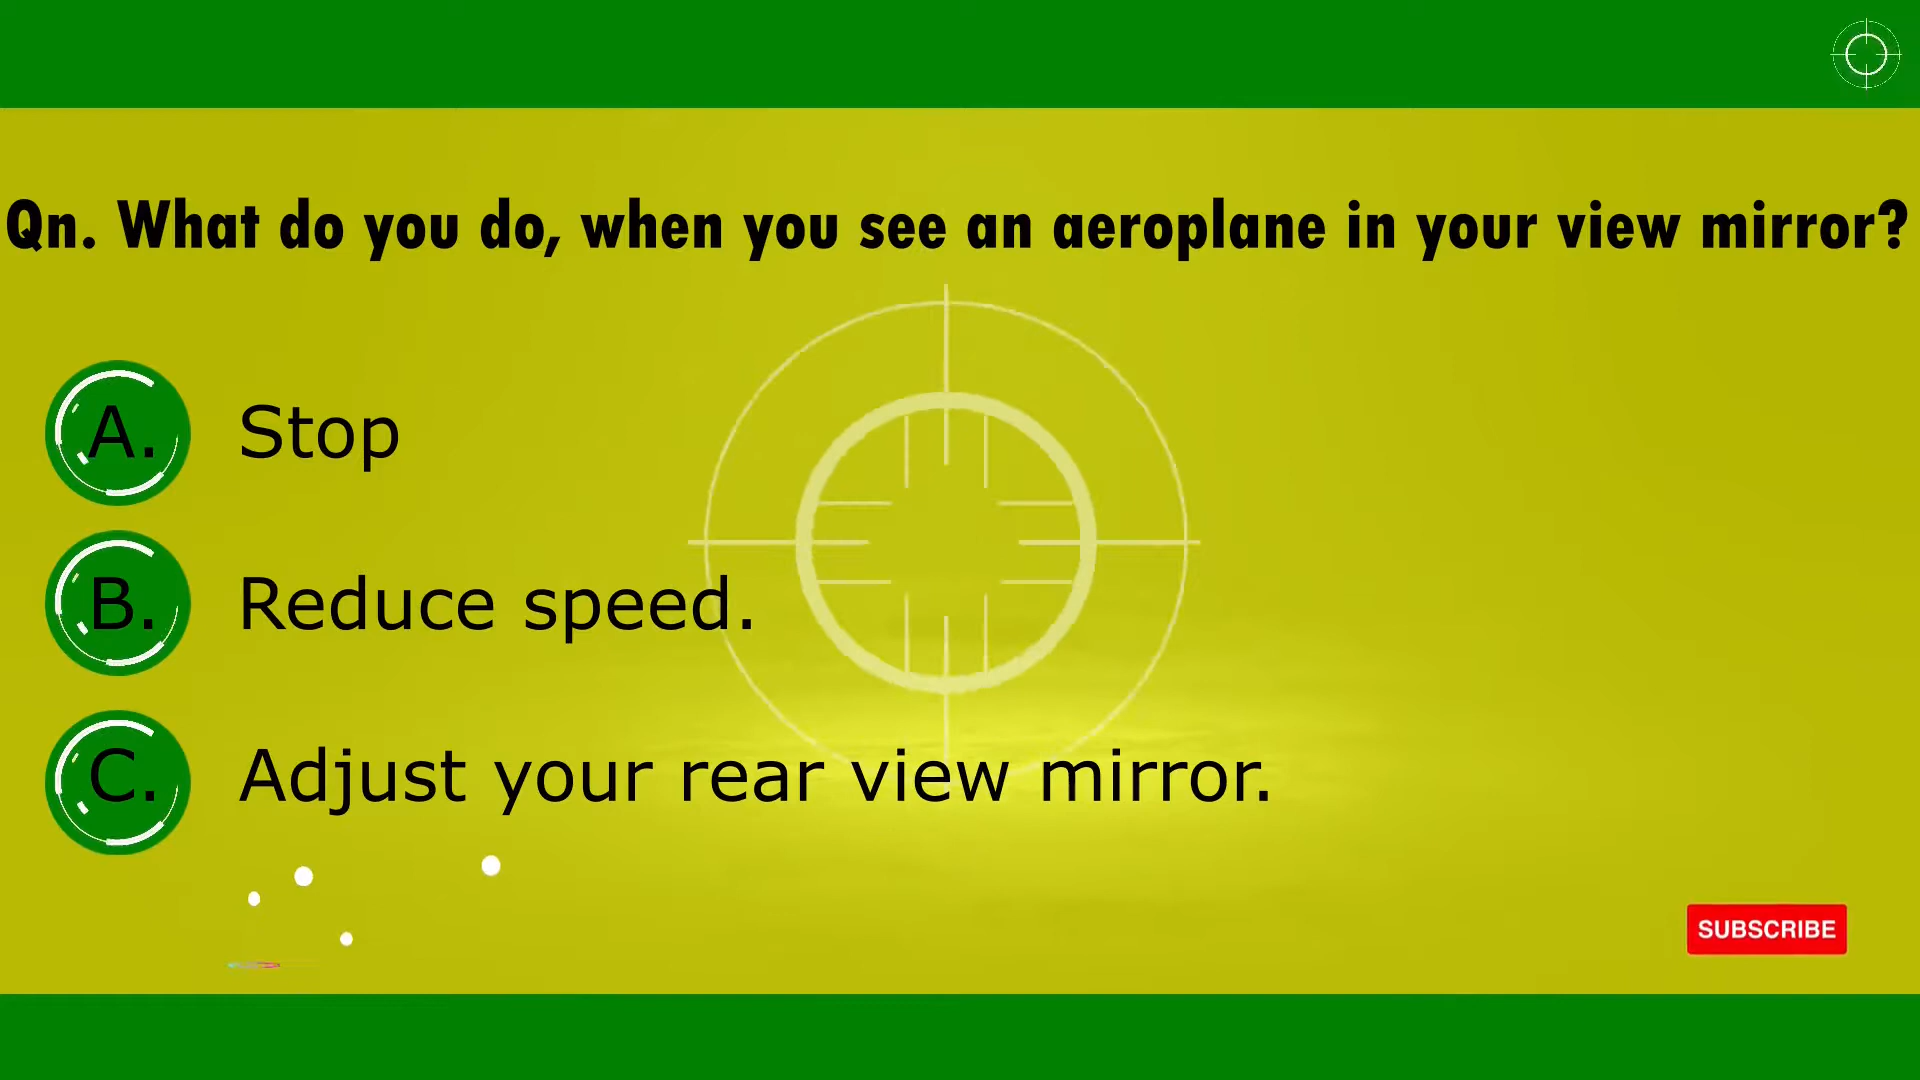 Qn. What do you do, when you see an aeroplane in your view mirror?
A. Stop
B. Reduce speed.
C. Adjust your rear view mirror.
SUBSCRIBE